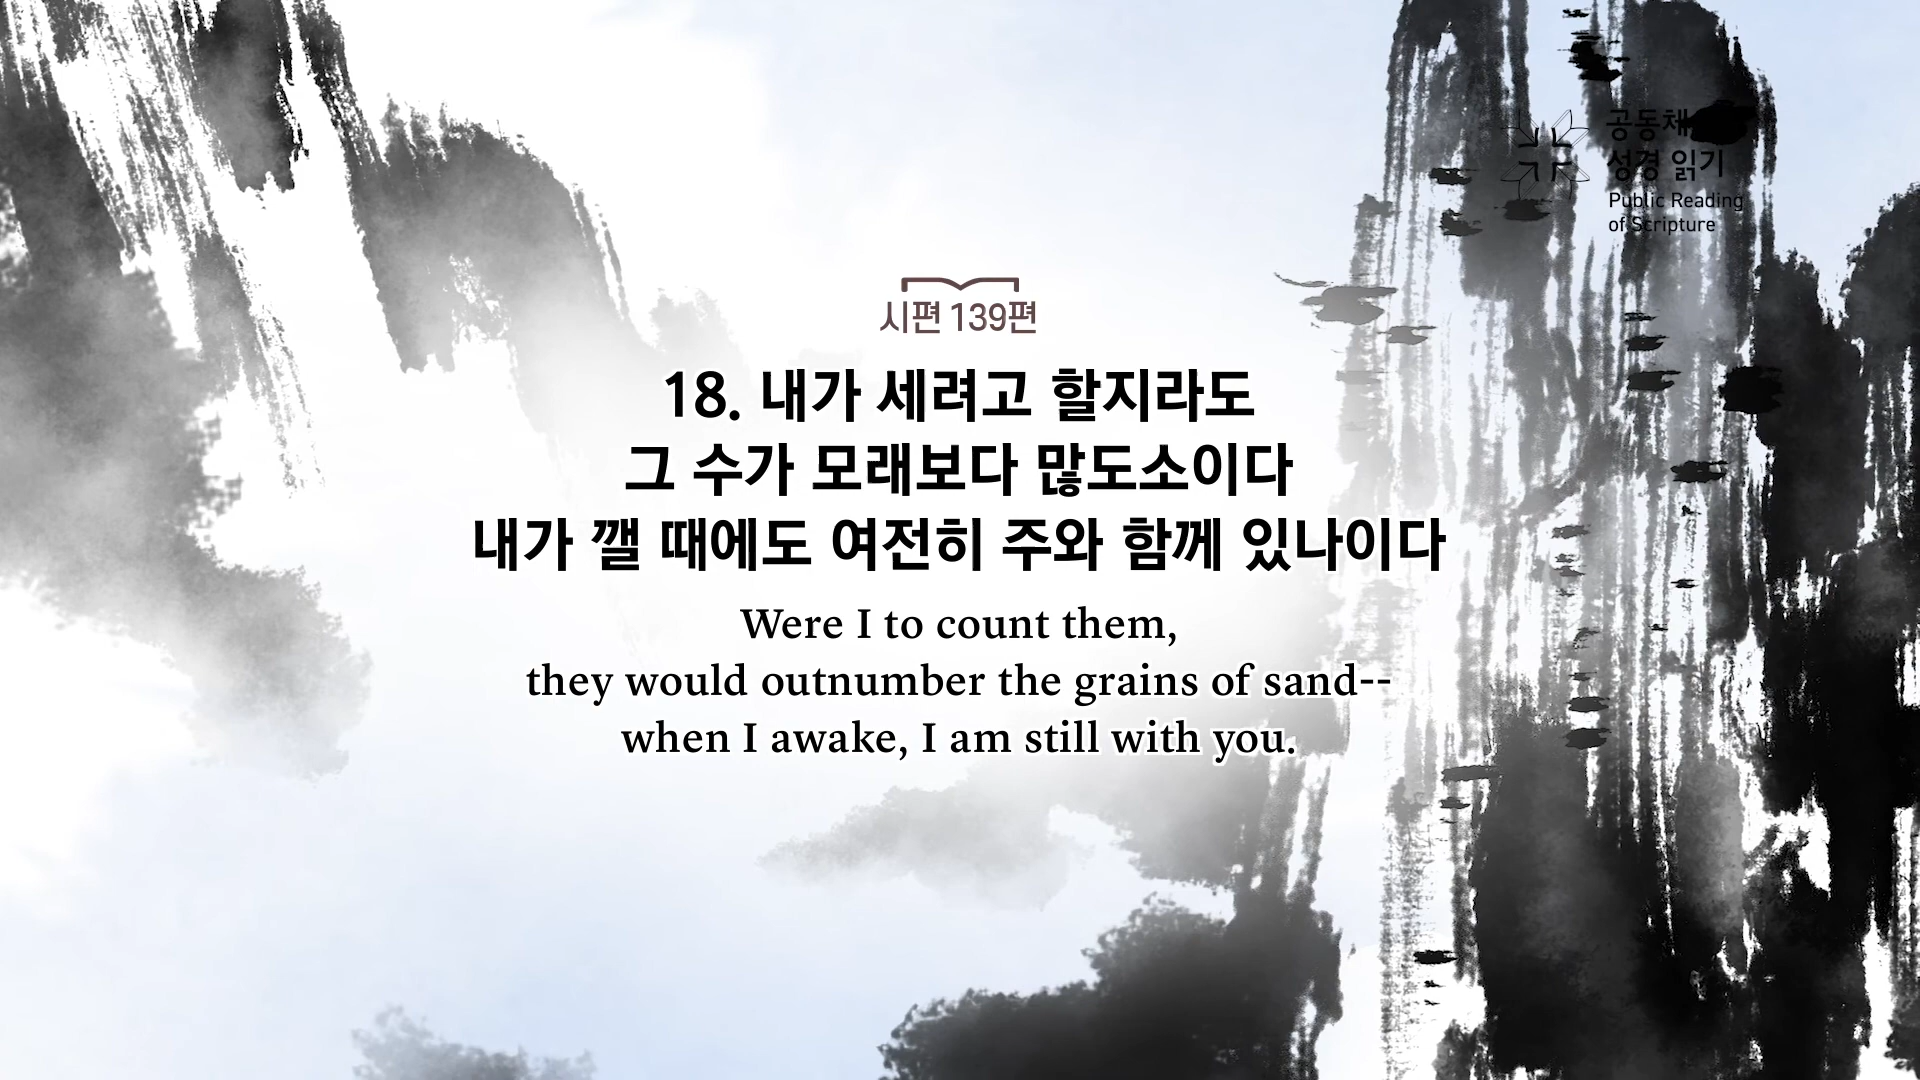 공동체
성경 읽기
Public Reading
of Scripture
시편 139편
18. 내가 세려고 할지라도
그 수가 모래보다 많도소이다
내가 깰 때에도 여전히 주와 함께 있나이다
Were I to count them,
they would outnumber the grains of sand--
when I awake, I am still with you.